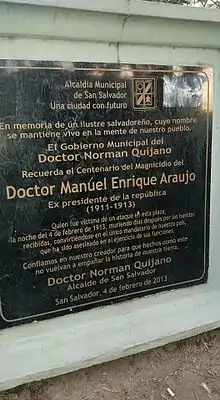 Alcaldía Municipal
de San Salvador
Una ciudad con futuro
En memoria de un ilustre salvadoreño, cuyo nombre
se mantiene vivo en la mente de nuestro pueblo,
El Gobierno Municipal del
Doctor Norman Quijano
Recuerda el Centenario del Magnicidio del
Doctor Manuel Enrique Araujo
Ex presidente de la república
(1911-1913)
Quien fue víctima de un ataque en esta plaza,
la noche del 4 de febrero de 1913, muriendo días después por las heridas
recibidas, convirtiéndose en el único mandatario de nuestro país,
que ha sido asesinado en el ejercicio de sus funciones.
Confiamos en nuestro creador para que hechos como este
no vuelvan a empañar la historia de nuestra tierra.
Doctor Norman Quijano
Alcalde de San Salvador
San Salvador, 4 de febrero de 2013